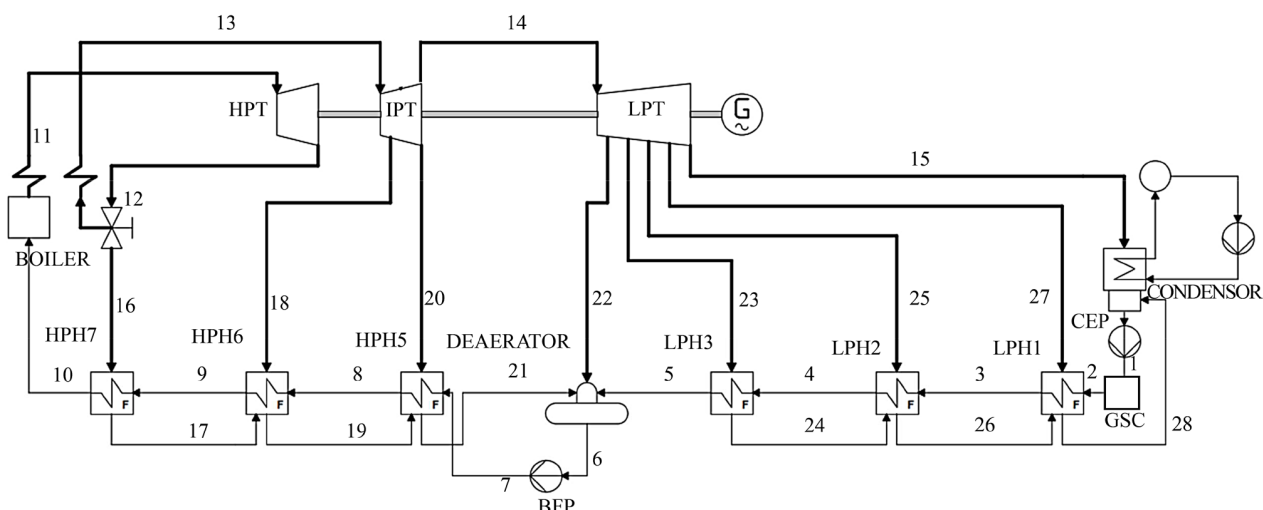 13
14
HPT
IPT
LPT
G
~
11
15
12
BOILER
CONDENSOR
16
18
20
22
23
25
27
CEP
HPH7
HPH6
HPH5
DEAERATOR
LPH3
LPH2
LPH1
1
10
9
8
21
5
4
3
2
F
F
F
F
F
F
GSC
17
19
24
26
28
6
7
BFP